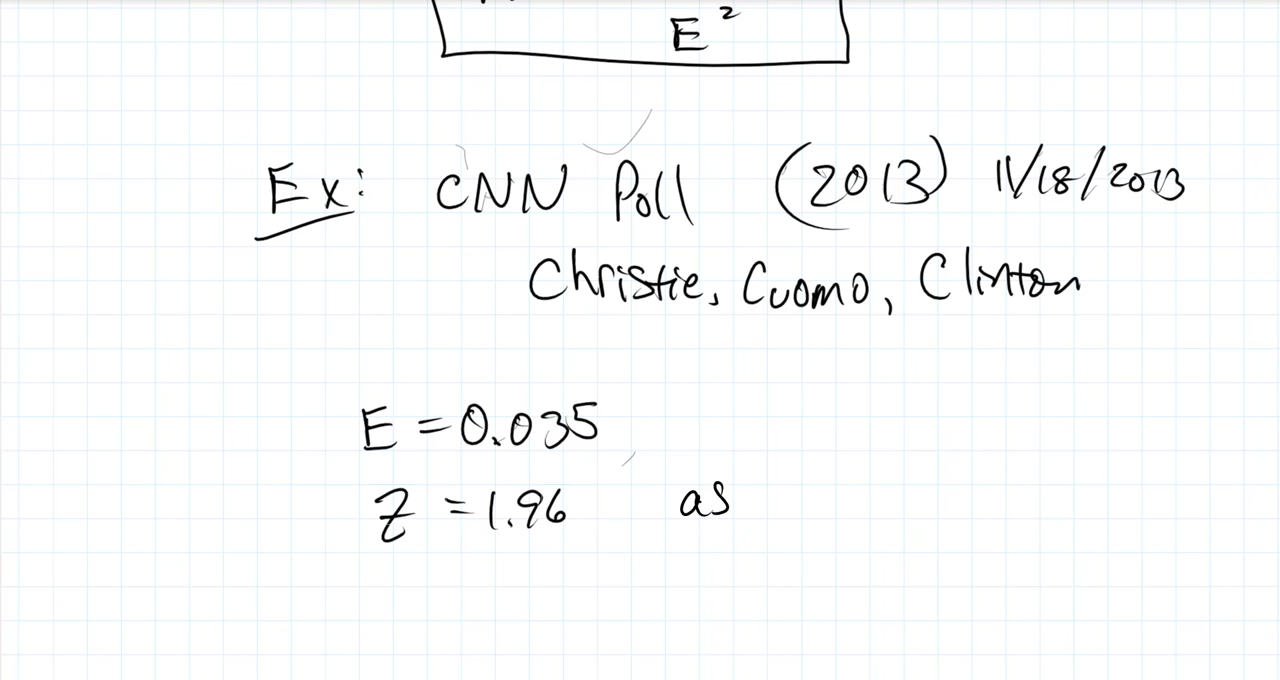 E²
Ex: CNN Poll (2013) 11/18/2013
Christie, Cuomo, Clinton
E = 0.035
Z = 1.96 as